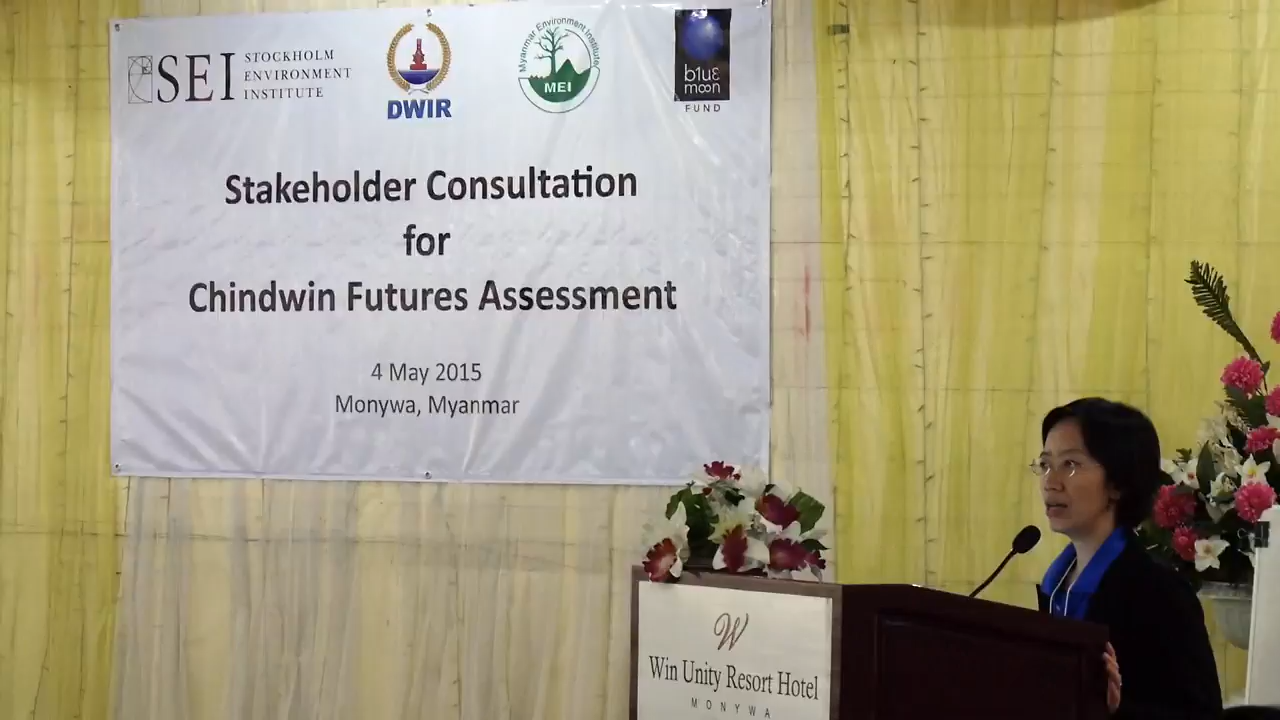 SEI
STOCKHOLM
ENVIRONMENT
INSTITUTE
DWIR
Myanmar Environment Institute
MEI
blue
moon
FUND
Stakeholder Consultation
for
Chindwin Futures Assessment
4 May 2015
Monywa, Myanmar
W
Win Unity Resort Hotel
MONYWA